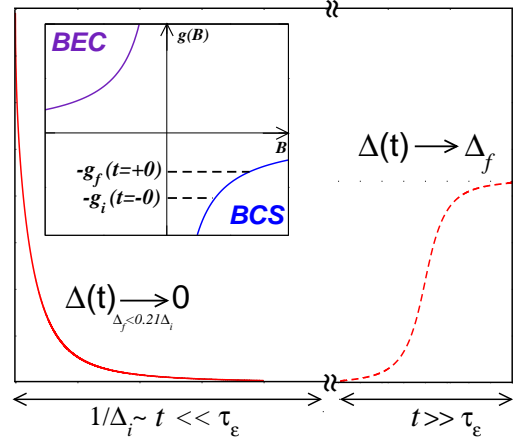 BEC
g(B)
B
-g_f (t=+0)
-g_i (t=-0)
BCS
Δ(t) → Δ_f
Δ(t) → 0
Δ_f<0.21Δ_i
1/Δ_i ~ t << τ_ε
t >> τ_ε